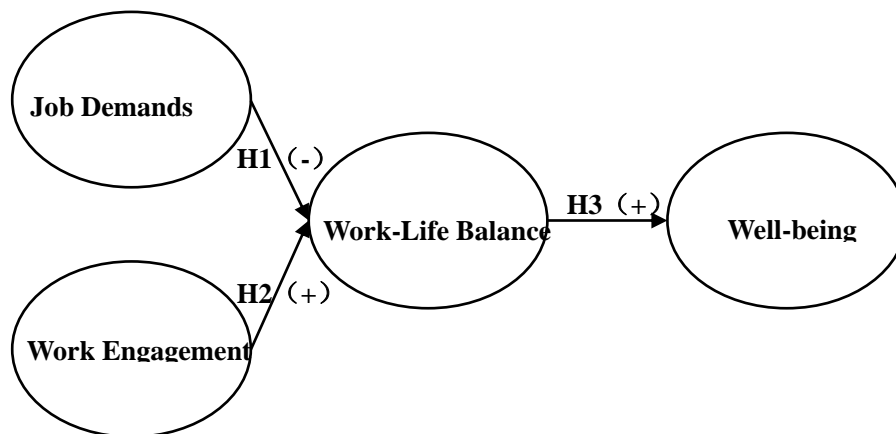 Job Demands
H1（-）
Work-Life Balance
H3（+）
Well-being
H2（+）
Work Engagement